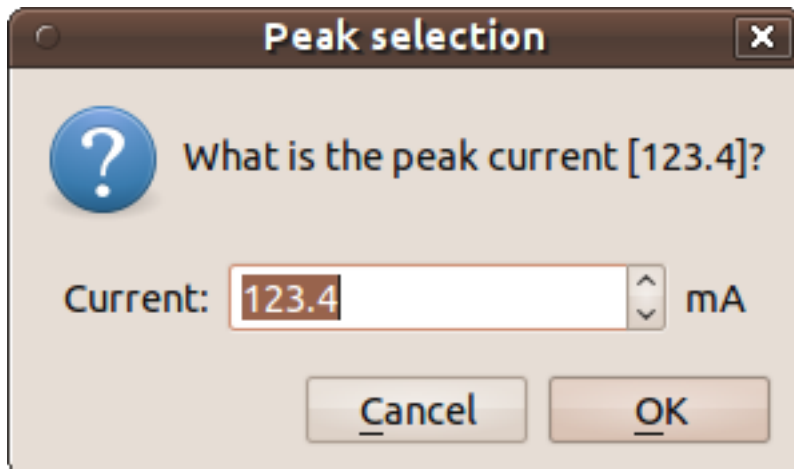 Peak selection
What is the peak current [123.4]?
Current: 123.4 mA
Cancel OK